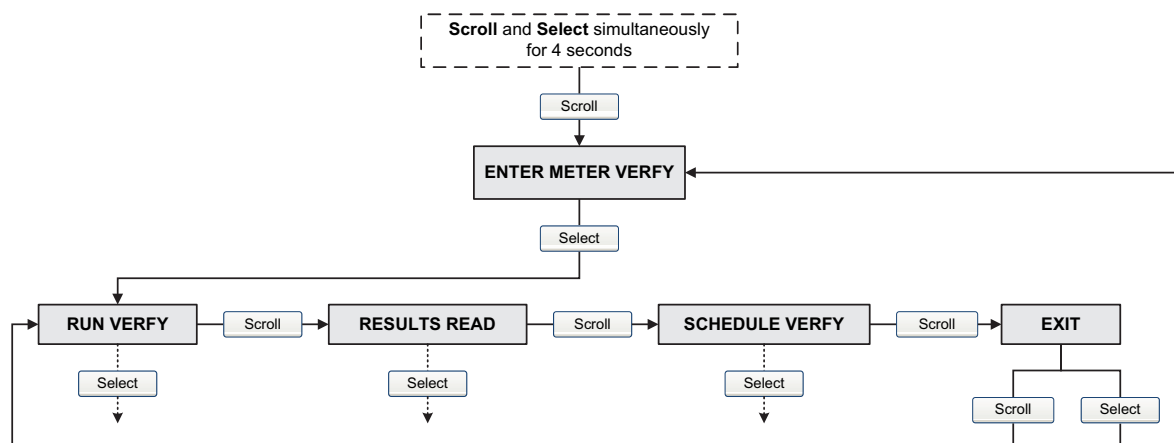 Scroll and Select simultaneously
for 4 seconds
Scroll
ENTER METER VERFY
Select
RUN VERFY
Scroll
RESULTS READ
Scroll
SCHEDULE VERFY
Scroll
EXIT
Select
Select
Select
Scroll
Select